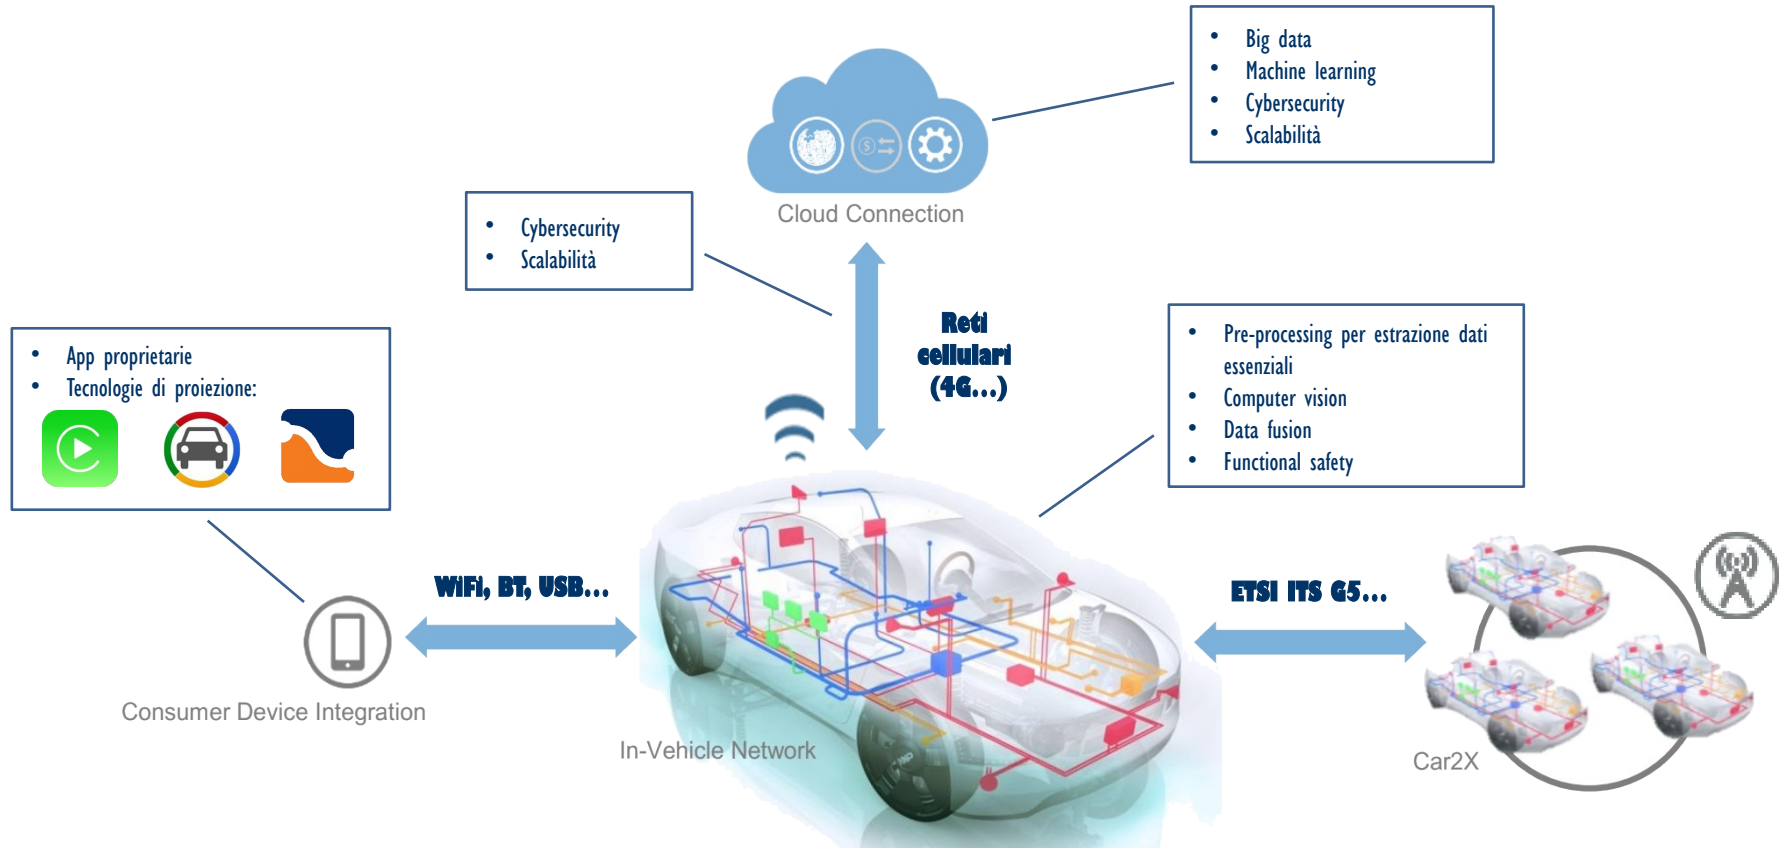 • Big data
• Machine learning
• Cybersecurity
• Scalabilità
Cloud Connection
• Cybersecurity
• Scalabilità
Reti
cellulari
(4G...)
• Pre-processing per estrazione dati
essenziali
• Computer vision
• Data fusion
• Functional safety
• App proprietarie
• Tecnologie di proiezione:
WiFi, BT, USB...
ETSI ITS G5...
Consumer Device Integration
In-Vehicle Network
Car2X